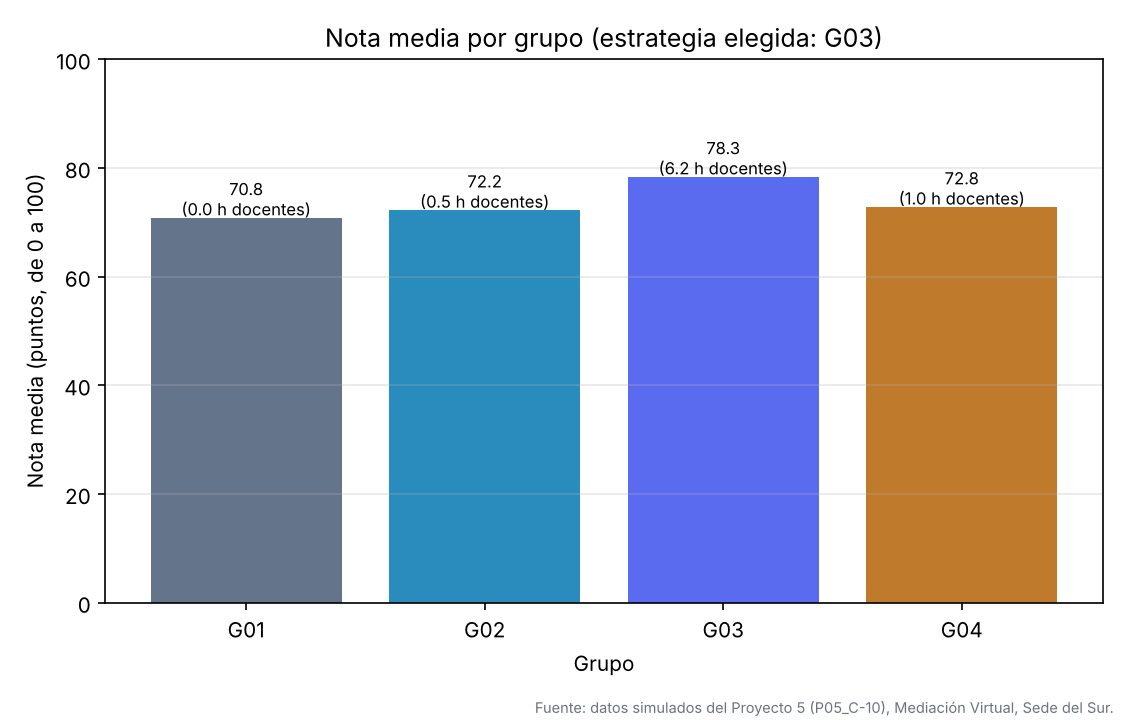 Nota media por grupo (estrategia elegida: G03)
Nota media (puntos, de 0 a 100)
100
80
60
40
20
0
70.8
(0.0 h docentes)
72.2
(0.5 h docentes)
78.3
(6.2 h docentes)
72.8
(1.0 h docentes)
G01
G02
G03
G04
Grupo
Fuente: datos simulados del Proyecto 5 (P05_C-10), Mediación Virtual, Sede del Sur.